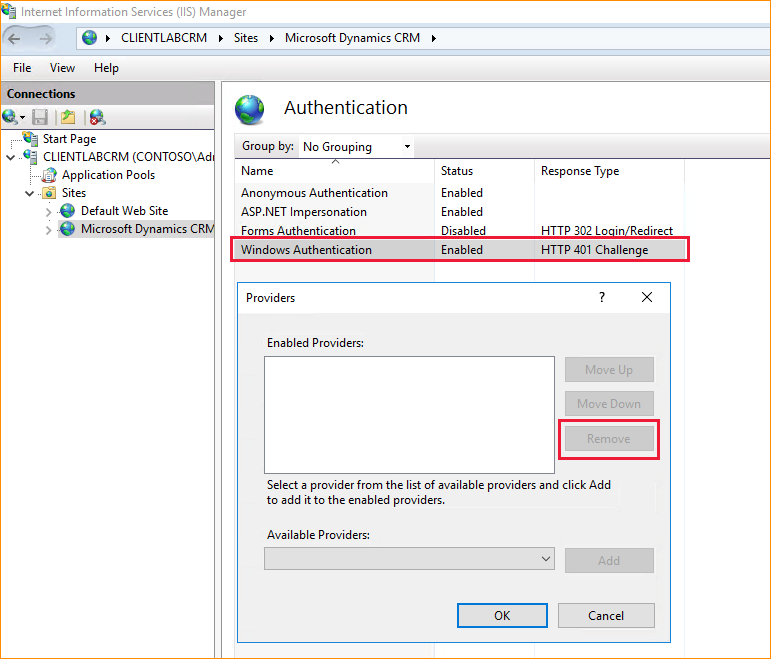 Internet Information Services (IIS) Manager
CLIENTLABCRM Sites Microsoft Dynamics CRM
File View Help
Connections
Start Page
CLIENTLABCRM (CONTOSO\Adr
Application Pools
Sites
Default Web Site
Microsoft Dynamics CRM
Authentication
Group by: No Grouping
Name Status Response Type
Anonymous Authentication Enabled
ASP.NET Impersonation Enabled
Forms Authentication Disabled HTTP 302 Login/Redirect
Windows Authentication Enabled HTTP 401 Challenge
Providers ?
Enabled Providers:
Move Up
Move Down
Remove
Select a provider from the list of available providers and click Add
to add it to the enabled providers.
Available Providers:
Add
OK Cancel